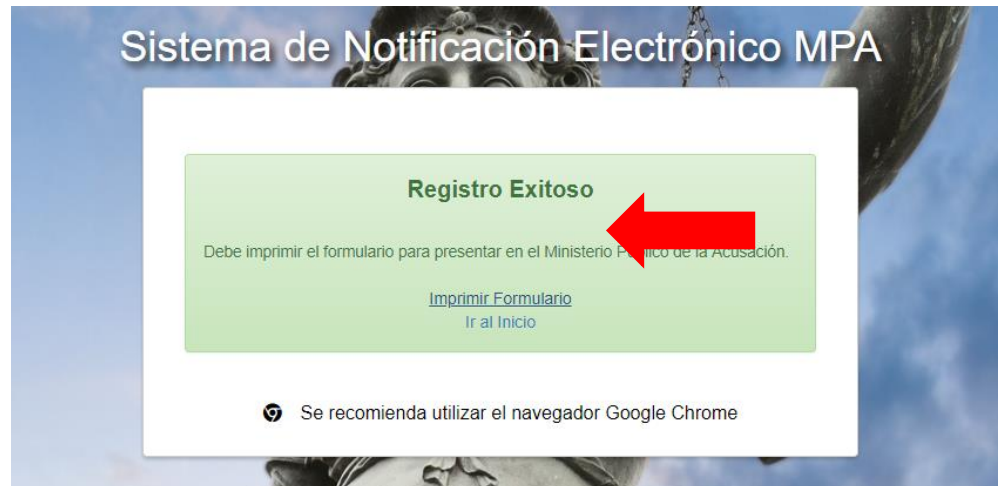 Sistema de Notificación Electrónico MPA
Registro Exitoso
Debe imprimir el formulario para presentar en el Ministerio Público de la Acusación.
Imprimir Formulario
Ir al Inicio
Se recomienda utilizar el navegador Google Chrome